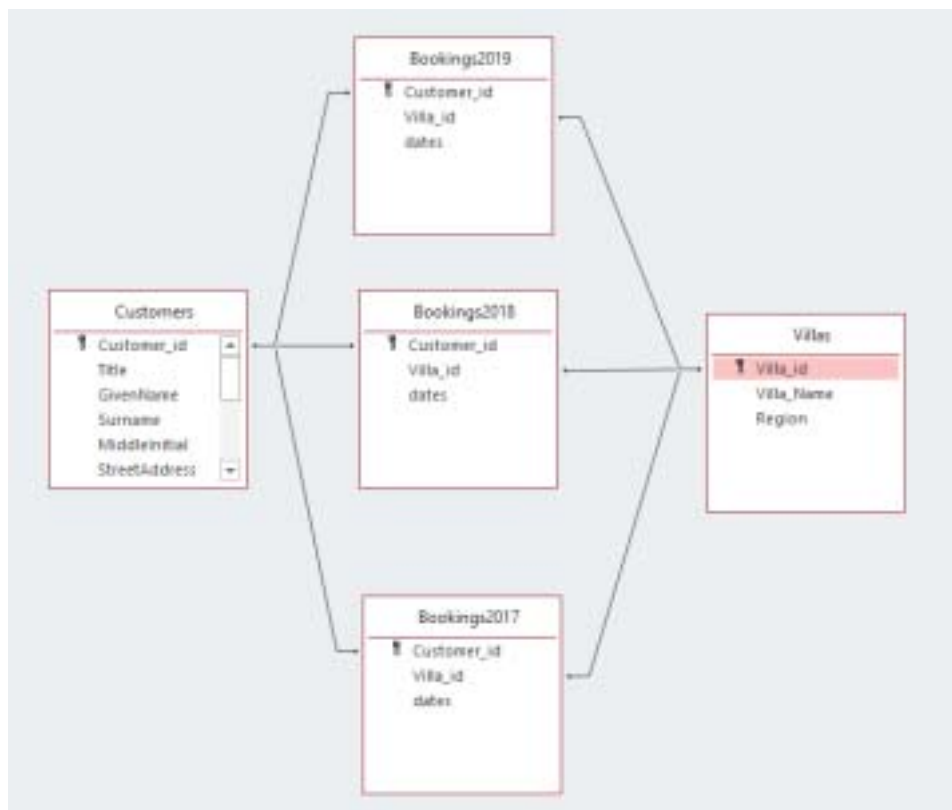 Bookings2019
Customer_id
Villa_id
dates
Customers
Customer_id
Title
GivenName
Surname
MiddleInitial
StreetAddress
Bookings2018
Customer_id
Villa_id
dates
Villas
Villa_id
Villa_Name
Region
Bookings2017
Customer_id
Villa_id
dates